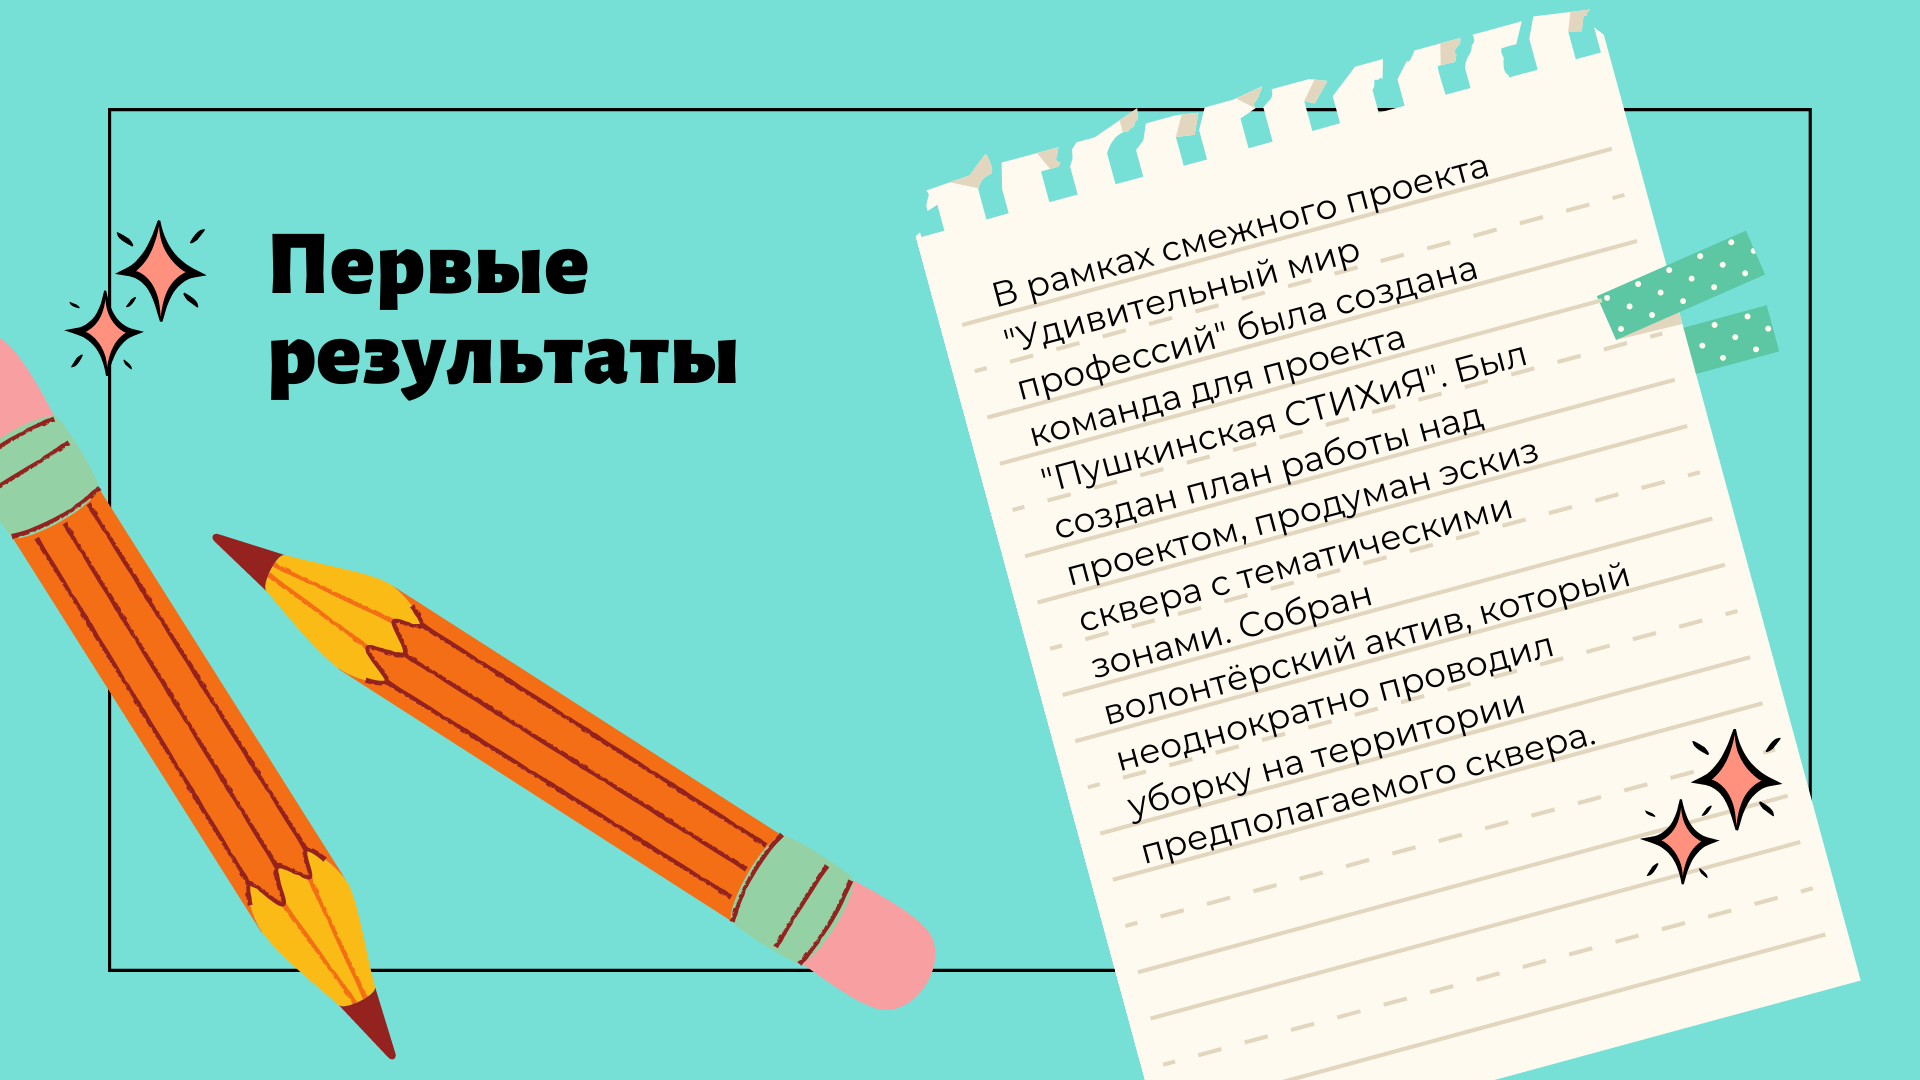 Первые
результаты
В рамках смежного проекта
"Удивительный мир
профессий" была создана
команда для проекта
"Пушкинская СТИХиЯ". Был
создан план работы над
проектом, продуман эскиз
сквера с тематическими
зонами. Собран
волонтёрский актив, который
неоднократно проводил
уборку на территории
предполагаемого сквера.